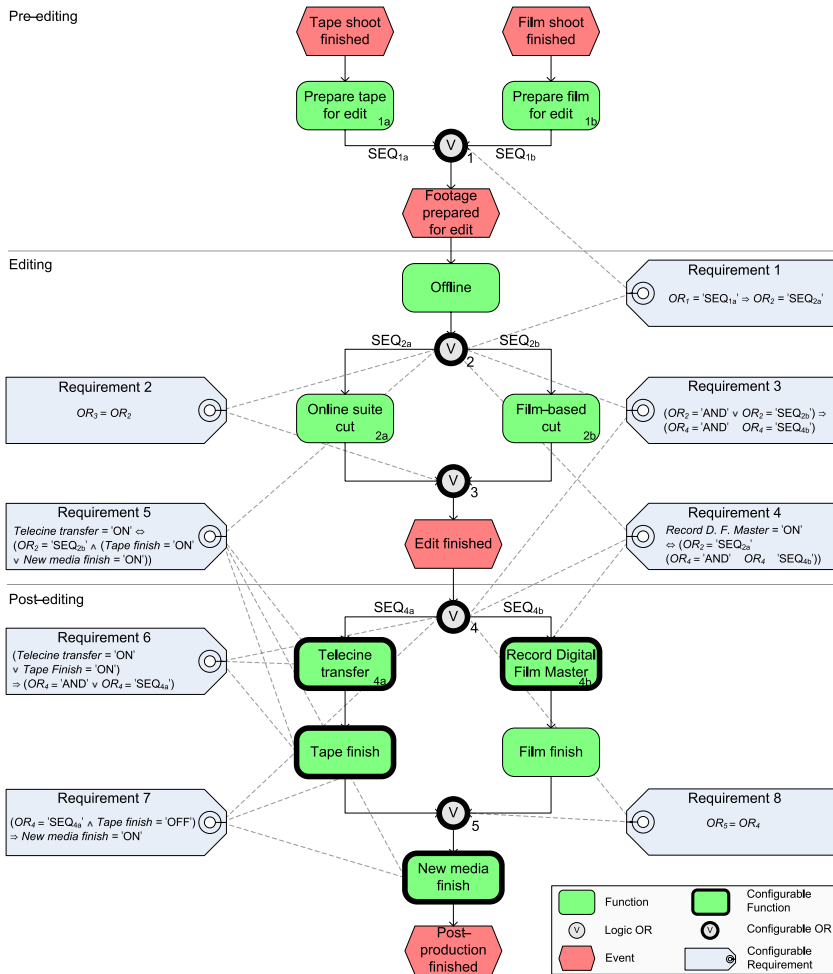 Pre–editing
Tape shoot
finished
Film shoot
finished
Prepare tape
for edit
1a
Prepare film
for edit
1b
V
1
SEQ1a
SEQ1b
Footage
prepared
for edit
Editing
Offline
Requirement 1
OR1 = 'SEQ1a' ⇒ OR2 = 'SEQ2a'
SEQ2a
SEQ2b
V
2
Requirement 2
OR3 = OR2
Online suite
cut
2a
Film–based
cut
2b
Requirement 3
(OR2 = 'AND' ∨ OR2 = 'SEQ2b') ⇒
(OR4 = 'AND' OR4 = 'SEQ4b')
V
3
Requirement 5
Telecine transfer = 'ON' ⇔
(OR2 = 'SEQ2b' ∧ (Tape finish = 'ON'
∨ New media finish = 'ON'))
Edit finished
Requirement 4
Record D. F. Master = 'ON'
⇔ (OR2 = 'SEQ2a'
(OR4 = 'AND' OR4 'SEQ4b'))
Post–editing
SEQ4a
SEQ4b
V
4
Requirement 6
(Telecine transfer = 'ON'
∨ Tape Finish = 'ON')
⇒ (OR4 = 'AND' ∨ OR4 = 'SEQ4a')
Telecine
transfer
4a
Record Digital
Film Master
4b
Tape finish
Film finish
Requirement 7
(OR4 = 'SEQ4a' ∧ Tape finish = 'OFF')
⇒ New media finish = 'ON'
V
5
Requirement 8
OR5 = OR4
New media
finish
Post–
production
finished
Function
Configurable
Function
V
Logic OR
V
Configurable OR
Event
Configurable
Requirement